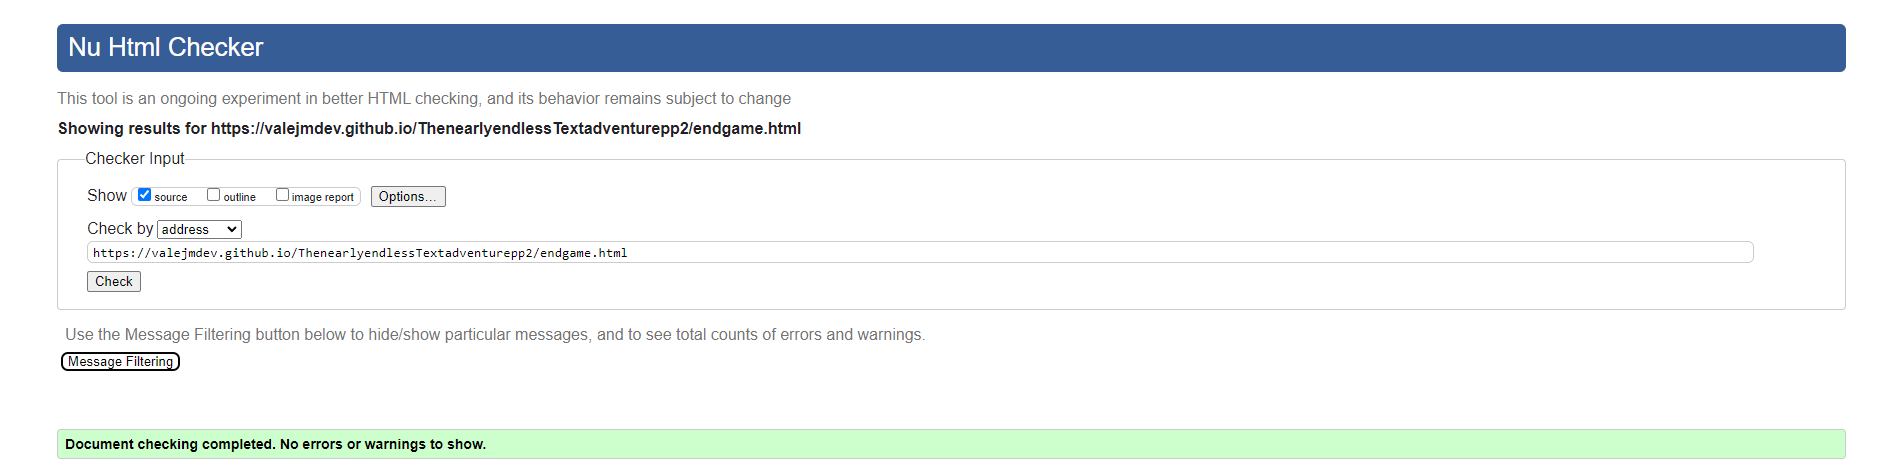 Nu Html Checker
This tool is an ongoing experiment in better HTML checking, and its behavior remains subject to change
Showing results for https://valejmdev.github.io/ThenearlyendlessTextadventurepp2/endgame.html
Checker Input
Show source outline image report Options...
Check by address
https://valejmdev.github.io/ThenearlyendlessTextadventurepp2/endgame.html
Check
Use the Message Filtering button below to hide/show particular messages, and to see total counts of errors and warnings.
Message Filtering
Document checking completed. No errors or warnings to show.